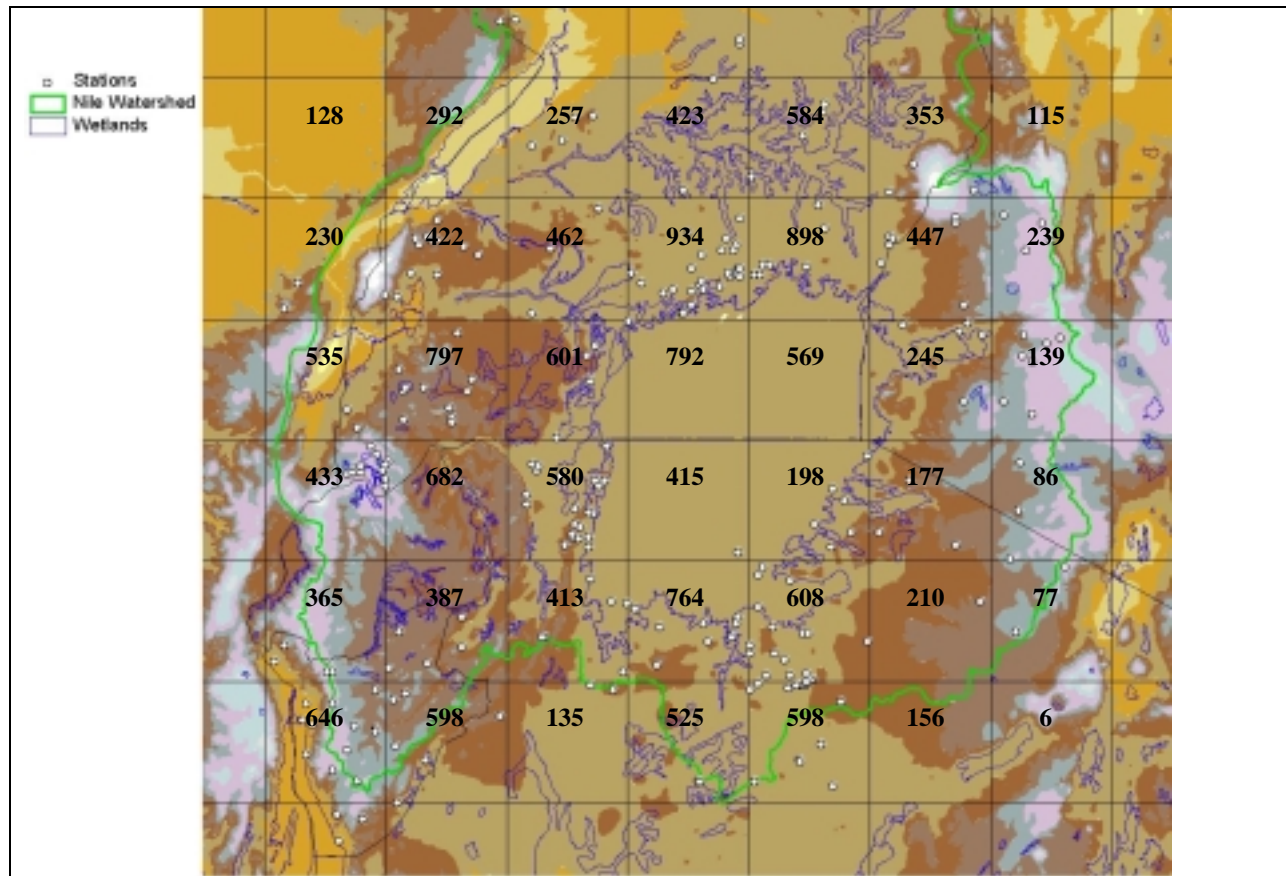 Stations
Nile Watershed
Wetlands
128 292 257 423 584 353 115
230 422 462 934 898 447 239
535 797 601 792 569 245 139
433 682 580 415 198 177 86
365 387 413 764 608 210 77
646 598 135 525 598 156 6